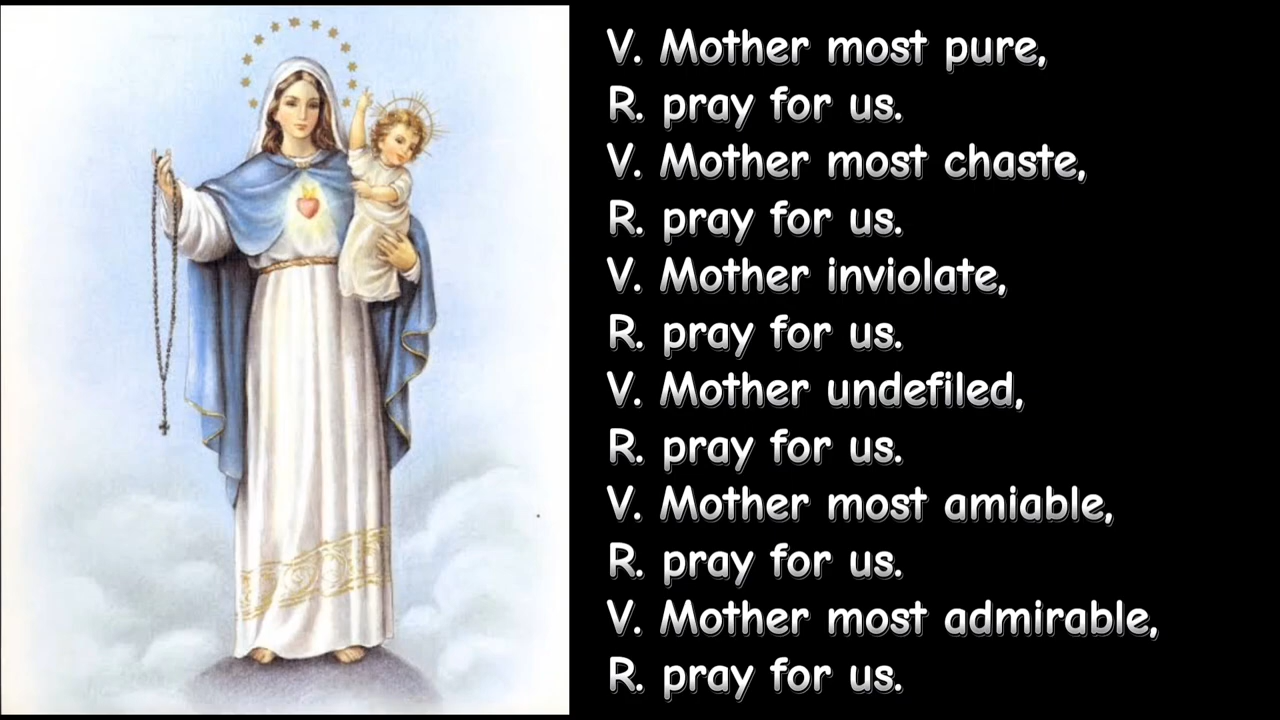 V. Mother most pure,
R. pray for us.
V. Mother most chaste,
R. pray for us.
V. Mother inviolate,
R. pray for us.
V. Mother undefiled,
R. pray for us.
V. Mother most amiable,
R. pray for us.
V. Mother most admirable,
R. pray for us.